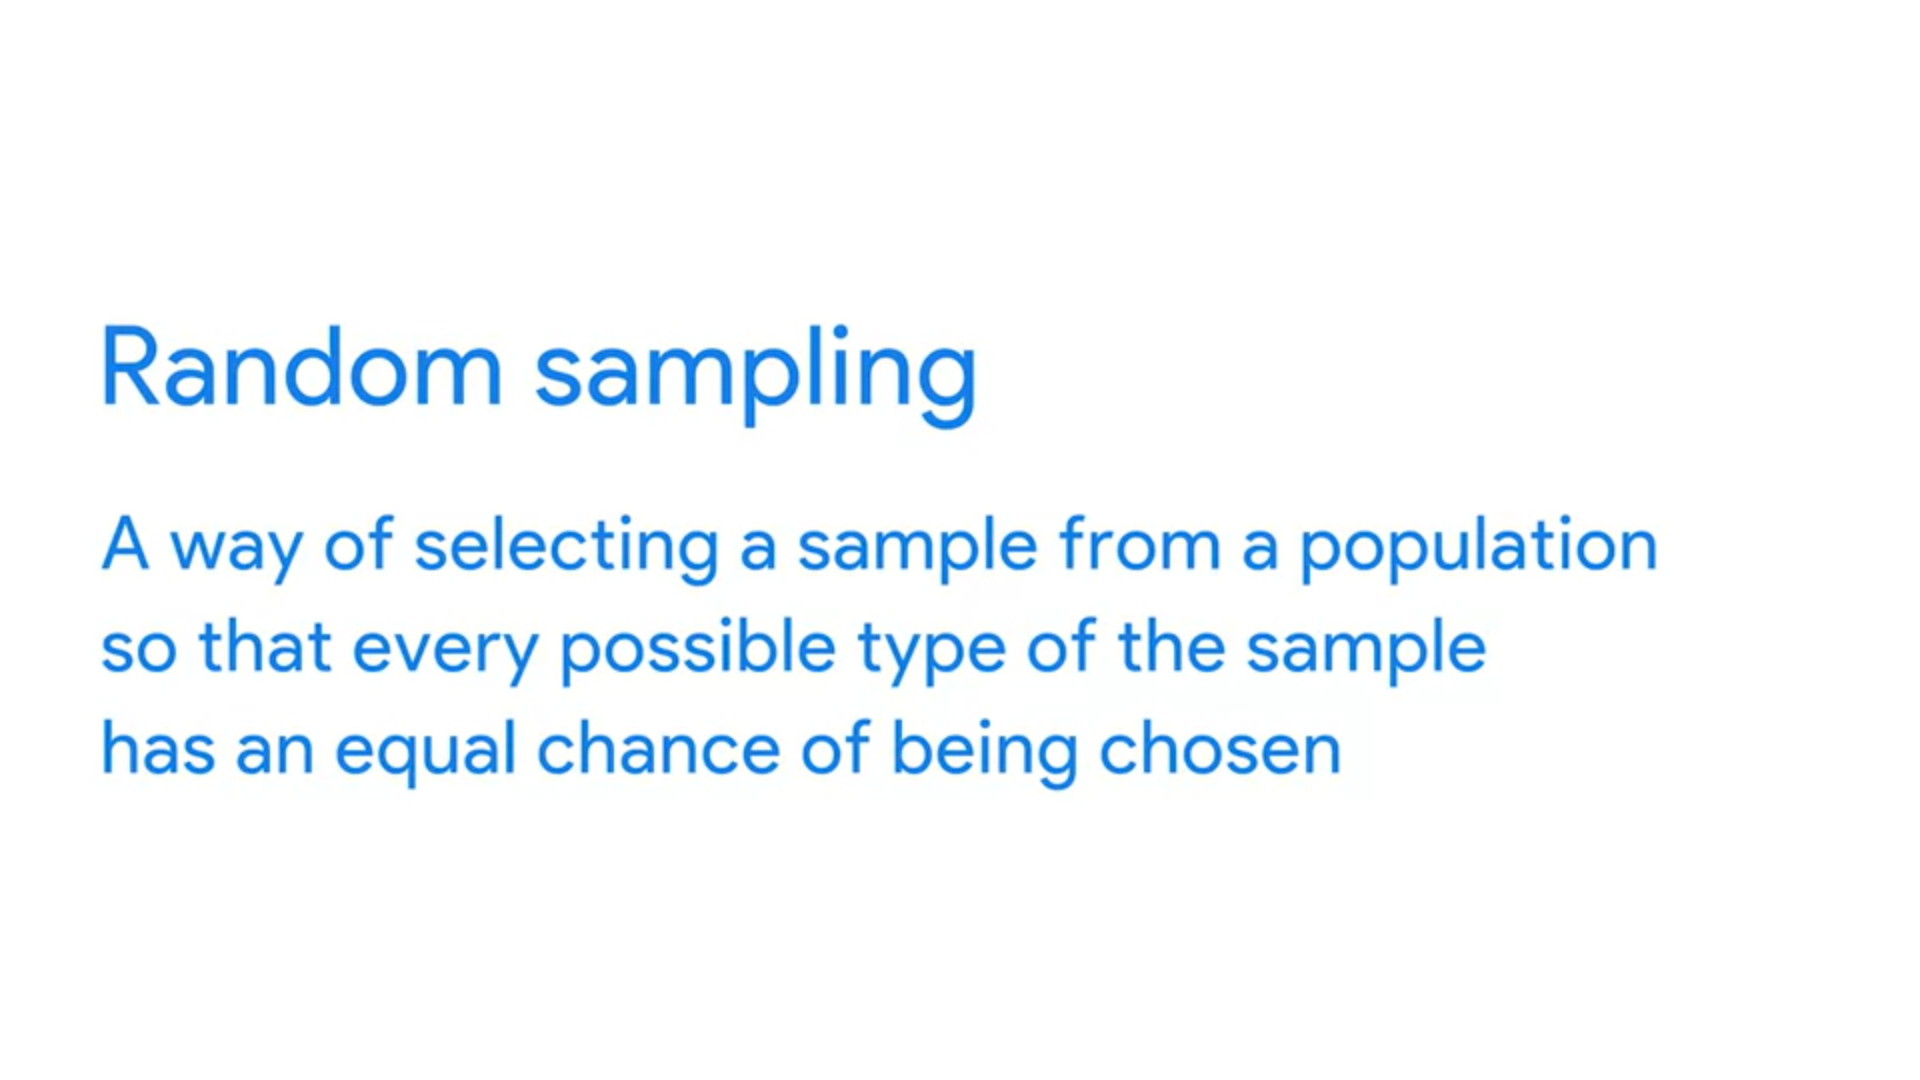 Random sampling
A way of selecting a sample from a population
so that every possible type of the sample
has an equal chance of being chosen